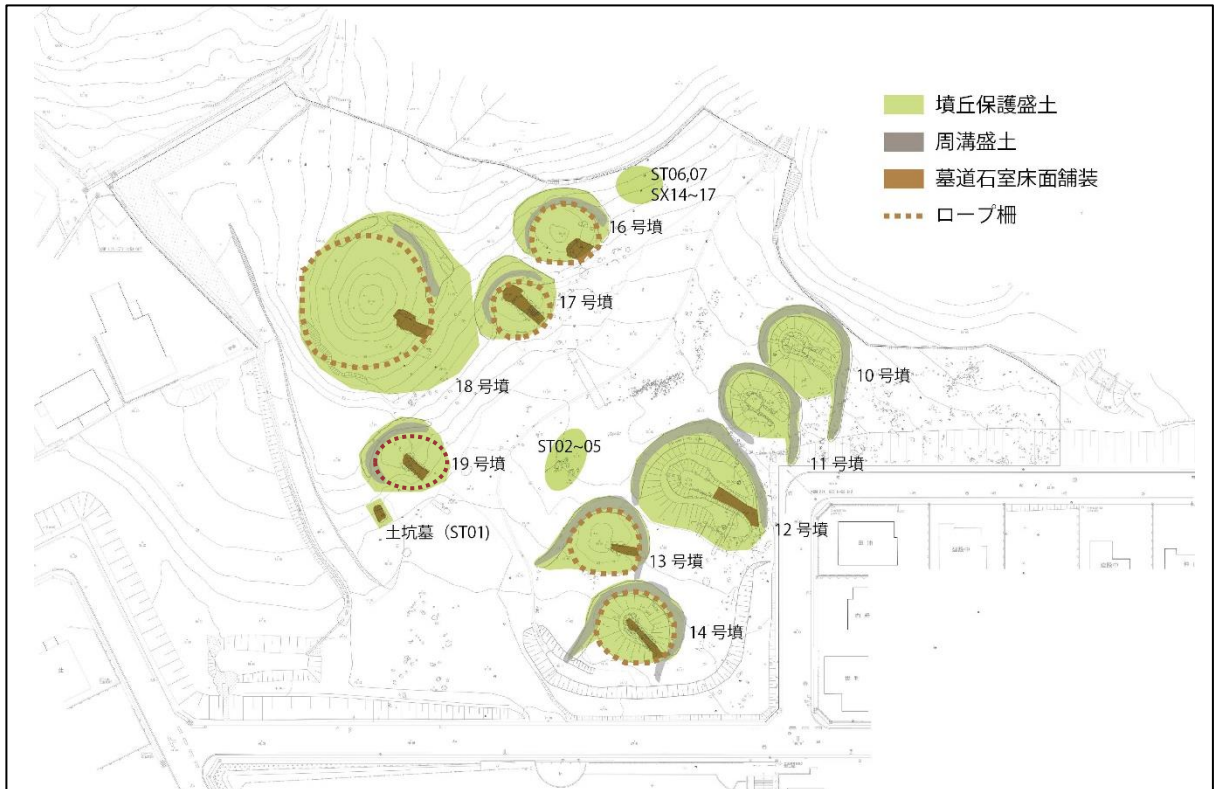 墳丘保護盛土
周溝盛土
墓道石室床面舗装
ロープ柵
ST06,07
SX14~17
16 号墳
17 号墳
18 号墳
10 号墳
11 号墳
19 号墳
ST02~05
土坑墓（ST01)
12 号墳
13 号墳
14 号墳